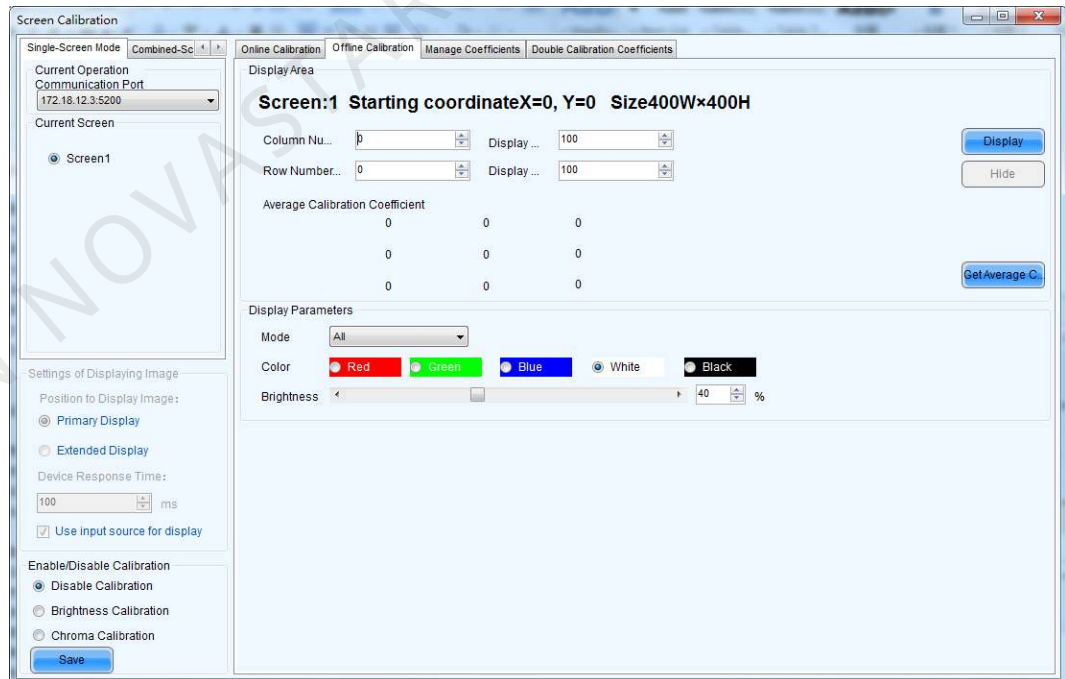 Screen Calibration
Single-Screen Mode
Combined-Sc
Current Operation
Communication Port
172.18.12.3:5200
Current Screen
Screen1
Settings of Displaying Image
Position to Display Image:
Primary Display
Extended Display
Device Response Time:
100 ms
Use input source for display
Enable/Disable Calibration
Disable Calibration
Brightness Calibration
Chroma Calibration
Save
Online Calibration
Offline Calibration
Manage Coefficients
Double Calibration Coefficients
Display Area
Screen:1 Starting coordinateX=0, Y=0 Size400W×400H
Column Nu... 0 Display ... 100
Display
Row Number... 0 Display ... 100
Hide
Average Calibration Coefficient
0 0 0
0 0 0
Get Average C...
0 0 0
Display Parameters
Mode All
Color Red Green Blue White Black
Brightness 40 %
NOVASTAR